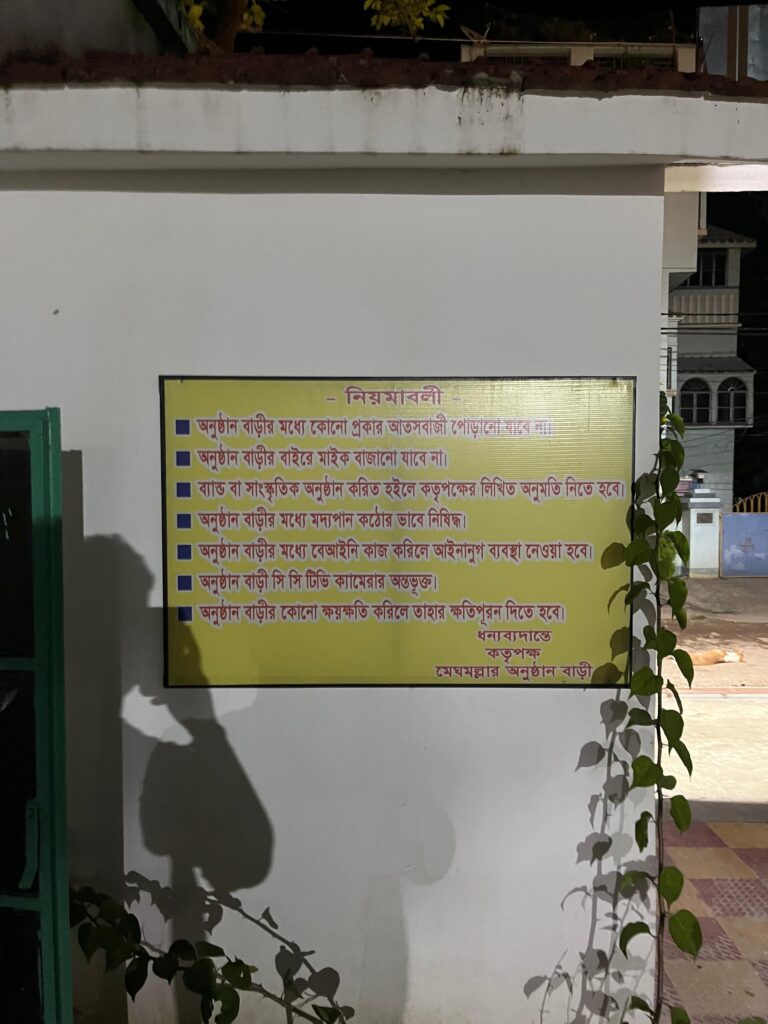 - নিয়মাবলী -
অনুষ্ঠান বাড়ীর মধ্যে কোনো প্রকার আতসবাজী পোড়ানো যাবে না।
অনুষ্ঠান বাড়ীর বাইরে মাইক বাজানো যাবে না।
ব্যান্ড বা সাংস্কৃতিক অনুষ্ঠান করিত হইলে কতৃপক্ষের লিখিত অনুমতি নিতে হবে।
অনুষ্ঠান বাড়ীর মধ্যে মদ্যপান কঠোর ভাবে নিষিদ্ধ।
অনুষ্ঠান বাড়ীর মধ্যে বেআইনি কাজ করিলে আইনানুগ ব্যবস্থা নেওয়া হবে।
অনুষ্ঠান বাড়ী সি সি টিভি ক্যামেরার অন্তভূক্ত।
অনুষ্ঠান বাড়ীর কোনো ক্ষয়ক্ষতি করিলে তাহার ক্ষতিপূরন দিতে হবে।
ধন্যব্যদান্তে
কতৃপক্ষ
মেঘমল্লার অনুষ্ঠান বাড়ী